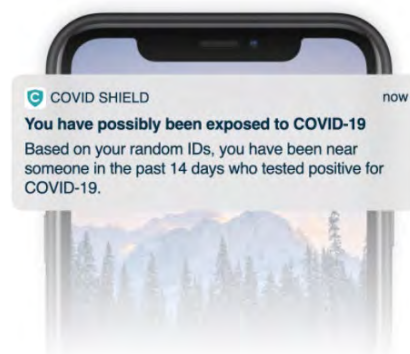 COVID SHIELD now
You have possibly been exposed to COVID-19
Based on your random IDs, you have been near
someone in the past 14 days who tested positive for
COVID-19.